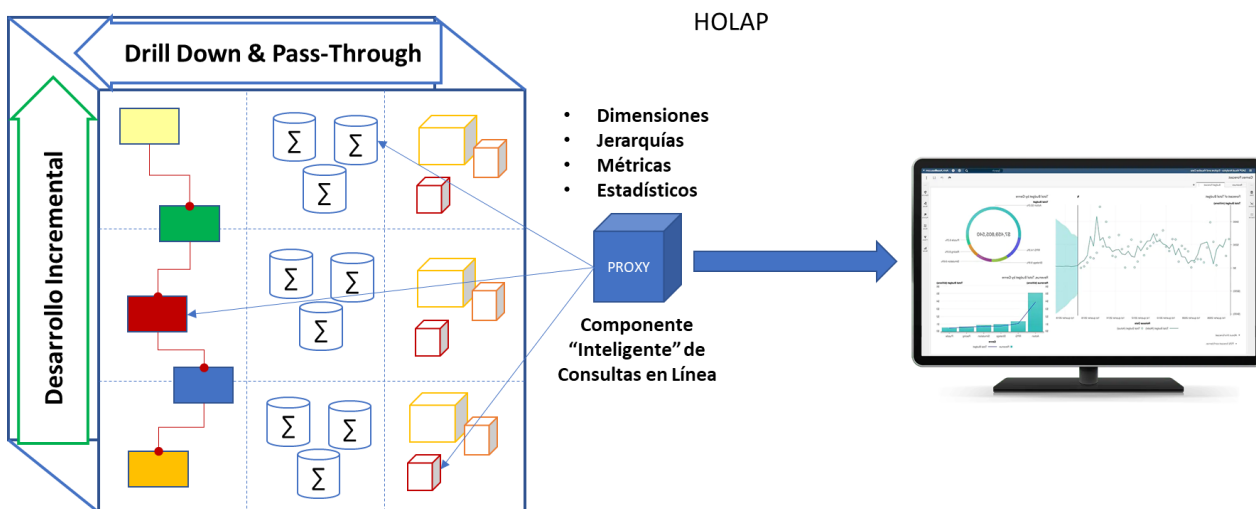 HOLAP
Drill Down & Pass-Through
Desarrollo Incremental
∑
∑
∑
∑
∑
∑
∑
∑
∑
• Dimensiones
• Jerarquías
• Métricas
• Estadísticos
PROXY
Componente
“Inteligente” de
Consultas en Línea